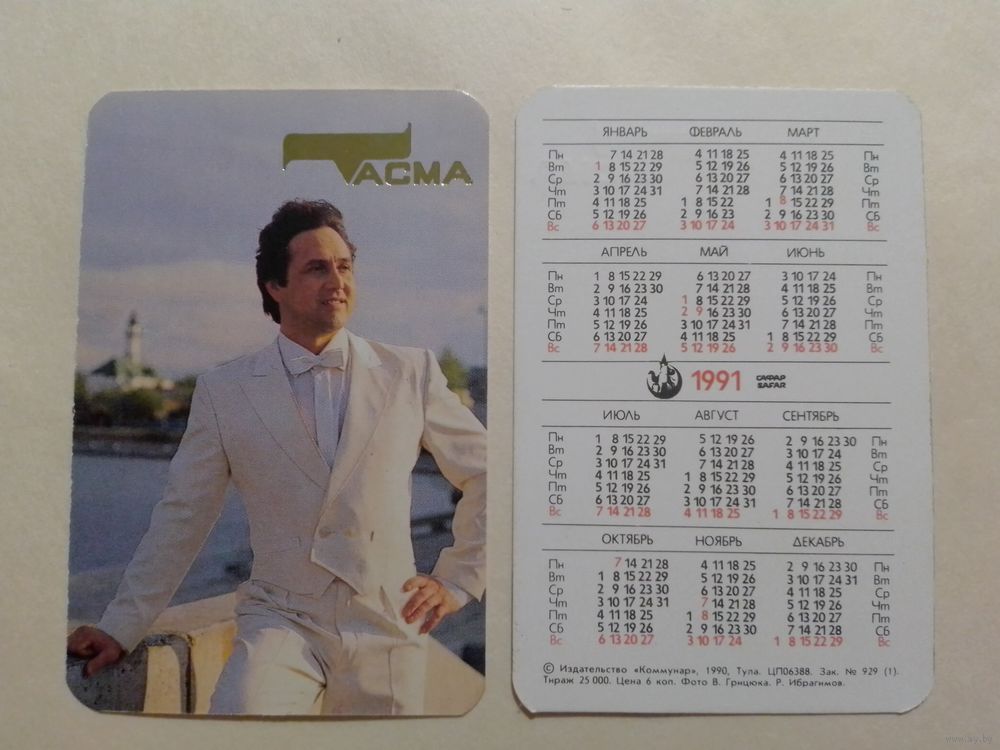 ТАСМА
ЯНВАРЬ ФЕВРАЛЬ МАРТ
Пн 7 14 21 28 4 11 18 25 4 11 18 25 Пн
Вт 1 8 15 22 29 5 12 19 26 5 12 19 26 Вт
Ср 2 9 16 23 30 6 13 20 27 6 13 20 27 Ср
Чт 3 10 17 24 31 7 14 21 28 7 14 21 28 Чт
Пт 4 11 18 25 1 8 15 22 1 8 15 22 29 Пт
Сб 5 12 19 26 2 9 16 23 2 9 16 23 30 Сб
Вс 6 13 20 27 3 10 17 24 3 10 17 24 31 Вс
АПРЕЛЬ МАЙ ИЮНЬ
Пн 1 8 15 22 29 6 13 20 27 3 10 17 24 Пн
Вт 2 9 16 23 30 7 14 21 28 4 11 18 25 Вт
Ср 3 10 17 24 1 8 15 22 29 5 12 19 26 Ср
Чт 4 11 18 25 2 9 16 23 30 6 13 20 27 Чт
Пт 5 12 19 26 3 10 17 24 31 7 14 21 28 Пт
Сб 6 13 20 27 4 11 18 25 1 8 15 22 29 Сб
Вс 7 14 21 28 5 12 19 26 2 9 16 23 30 Вс
1991 САФАР
SAFAR
ИЮЛЬ АВГУСТ СЕНТЯБРЬ
Пн 1 8 15 22 29 5 12 19 26 2 9 16 23 30 Пн
Вт 2 9 16 23 30 6 13 20 27 3 10 17 24 Вт
Ср 3 10 17 24 31 7 14 21 28 4 11 18 25 Ср
Чт 4 11 18 25 1 8 15 22 29 5 12 19 26 Чт
Пт 5 12 19 26 2 9 16 23 30 6 13 20 27 Пт
Сб 6 13 20 27 3 10 17 24 31 7 14 21 28 Сб
Вс 7 14 21 28 4 11 18 25 1 8 15 22 29 Вс
ОКТЯБРЬ НОЯБРЬ ДЕКАБРЬ
Пн 7 14 21 28 4 11 18 25 2 9 16 23 30 Пн
Вт 1 8 15 22 29 5 12 19 26 3 10 17 24 31 Вт
Ср 2 9 16 23 30 6 13 20 27 4 11 18 25 Ср
Чт 3 10 17 24 31 7 14 21 28 5 12 19 26 Чт
Пт 4 11 18 25 1 8 15 22 29 6 13 20 27 Пт
Сб 5 12 19 26 2 9 16 23 30 7 14 21 28 Сб
Вс 6 13 20 27 3 10 17 24 1 8 15 22 29 Вс
© Издательство «Коммунар», 1990, Тула. ЦП06388. Зак. № 929 (1).
Тираж 25 000. Цена 6 коп. Фото В. Грицюка. Р. Ибрагимов.
www.ay.by